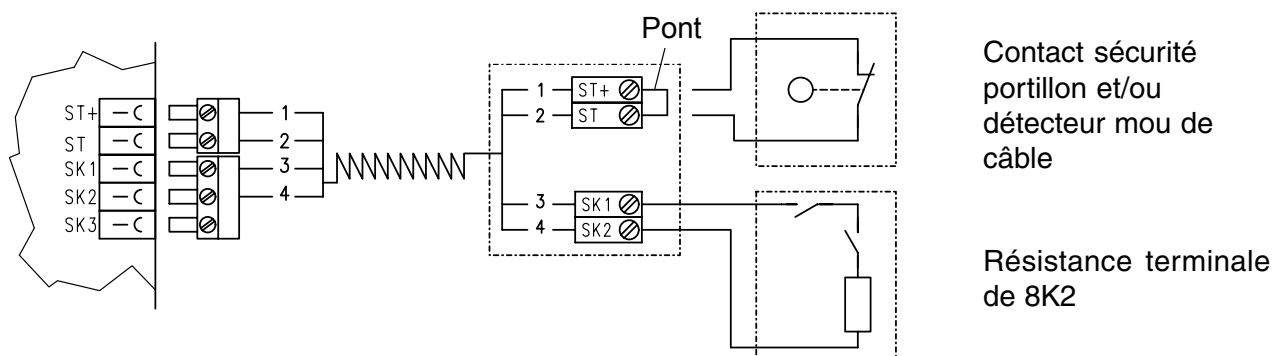 Pont
ST+
ST
SK1
SK2
SK3
1
2
3
4
1 ST+
2 ST
3 SK1
4 SK2
Contact sécurité
portillon et/ou
détecteur mou de
câble
Résistance terminale
de 8K2